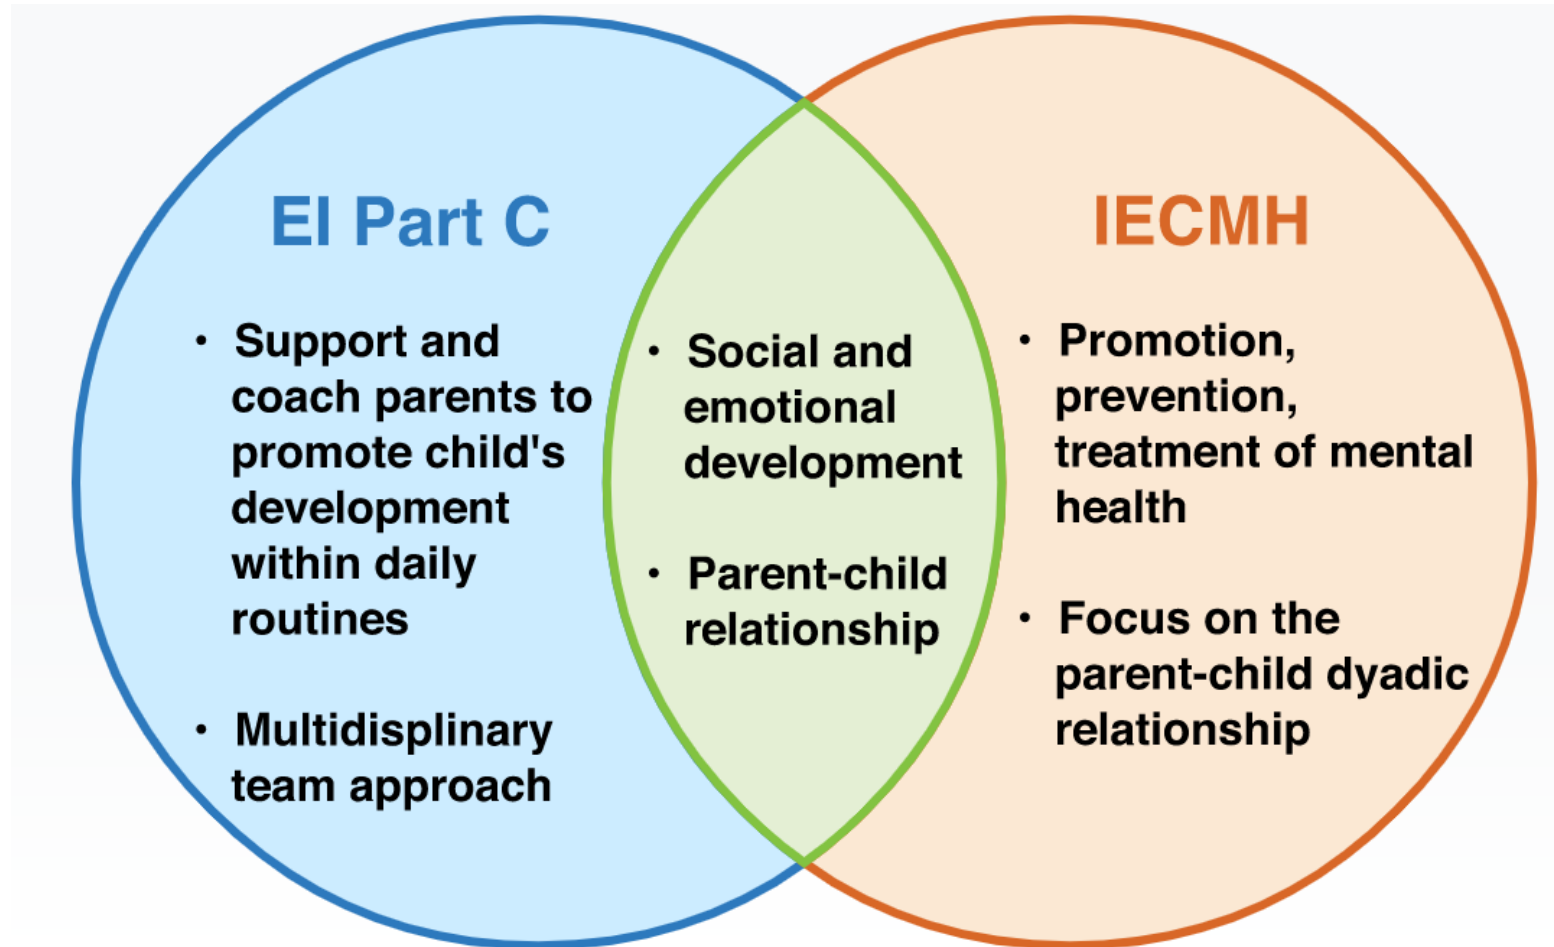 EI Part C
• Support and
coach parents to
promote child's
development
within daily
routines
• Multidisplinary
team approach
• Social and
emotional
development
• Parent-child
relationship
IECMH
• Promotion,
prevention,
treatment of mental
health
• Focus on the
parent-child dyadic
relationship